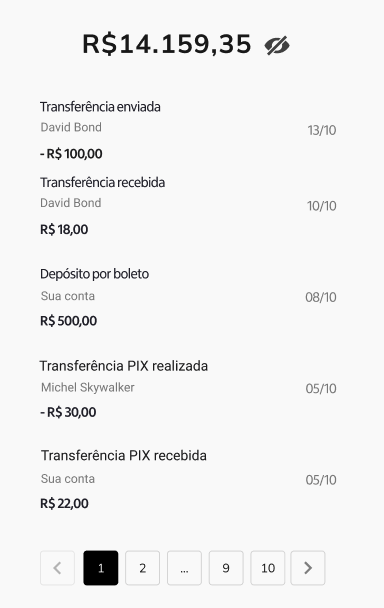 R$14.159,35
Transferência enviada
David Bond
13/10
- R$ 100,00
Transferência recebida
David Bond
10/10
R$ 18,00
Depósito por boleto
Sua conta
08/10
R$ 500,00
Transferência PIX realizada
Michel Skywalker
05/10
- R$ 30,00
Transferência PIX recebida
Sua conta
05/10
R$ 22,00
1 2 ... 9 10